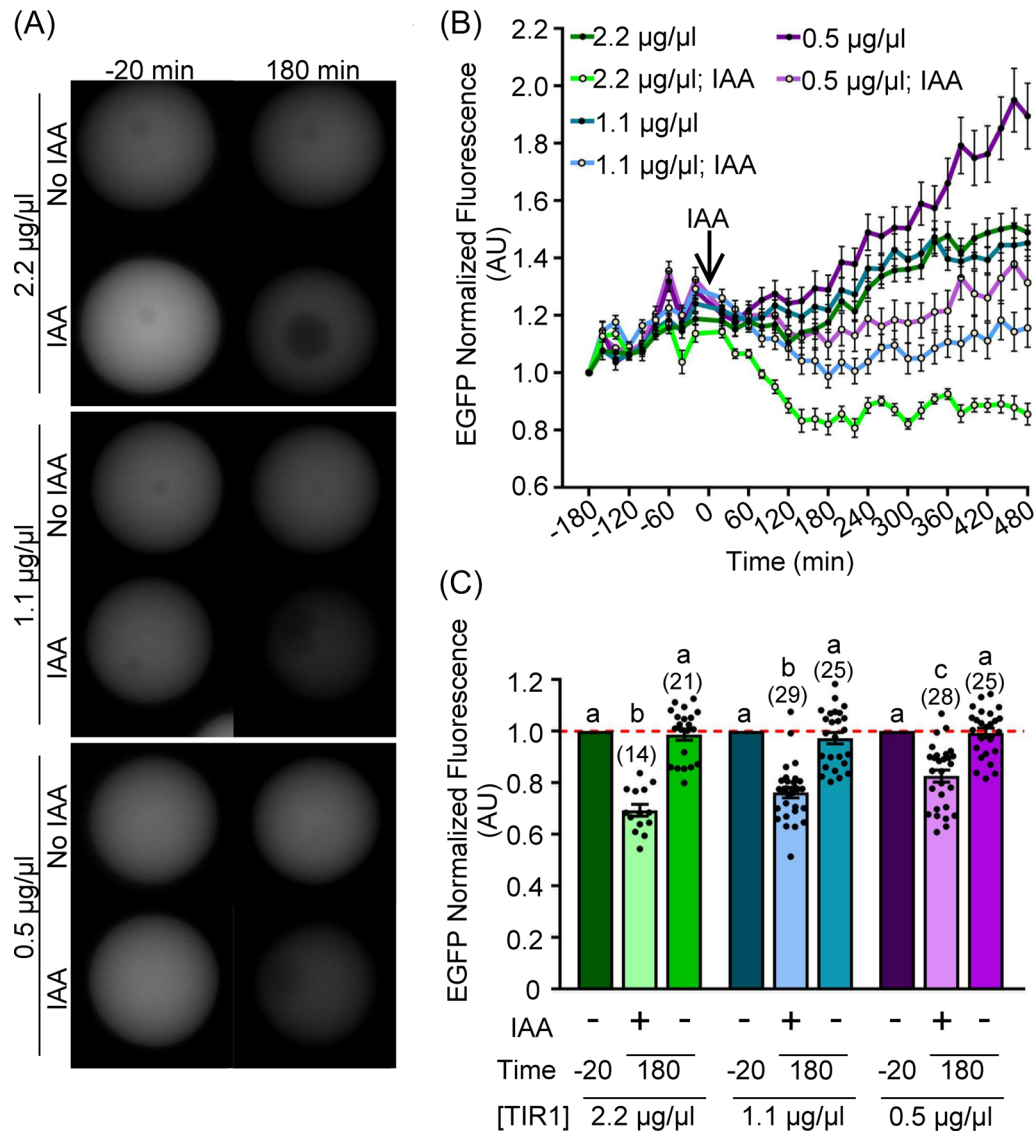 (A)
-20 min 180 min
2.2 µg/µl
No IAA
IAA
1.1 µg/µl
No IAA
IAA
0.5 µg/µl
No IAA
IAA
(B)
EGFP Normalized Fluorescence
(AU)
2.2
2.0
1.8
1.6
1.4
1.2
1.0
0.8
0.6
2.2 µg/µl
2.2 µg/µl; IAA
1.1 µg/µl
1.1 µg/µl; IAA
0.5 µg/µl
0.5 µg/µl; IAA
IAA
-180 -120 -60 0 60 120 180 240 300 360 420 480
Time (min)
(C)
EGFP Normalized Fluorescence
(AU)
1.2
1.0
0.8
0.6
0.4
0.2
0
a b (14) a (21)
a b (29) a (25)
a c (28) a (25)
IAA - + - - + - - + -
Time -20 180 -20 180 -20 180
[TIR1] 2.2 µg/µl 1.1 µg/µl 0.5 µg/µl